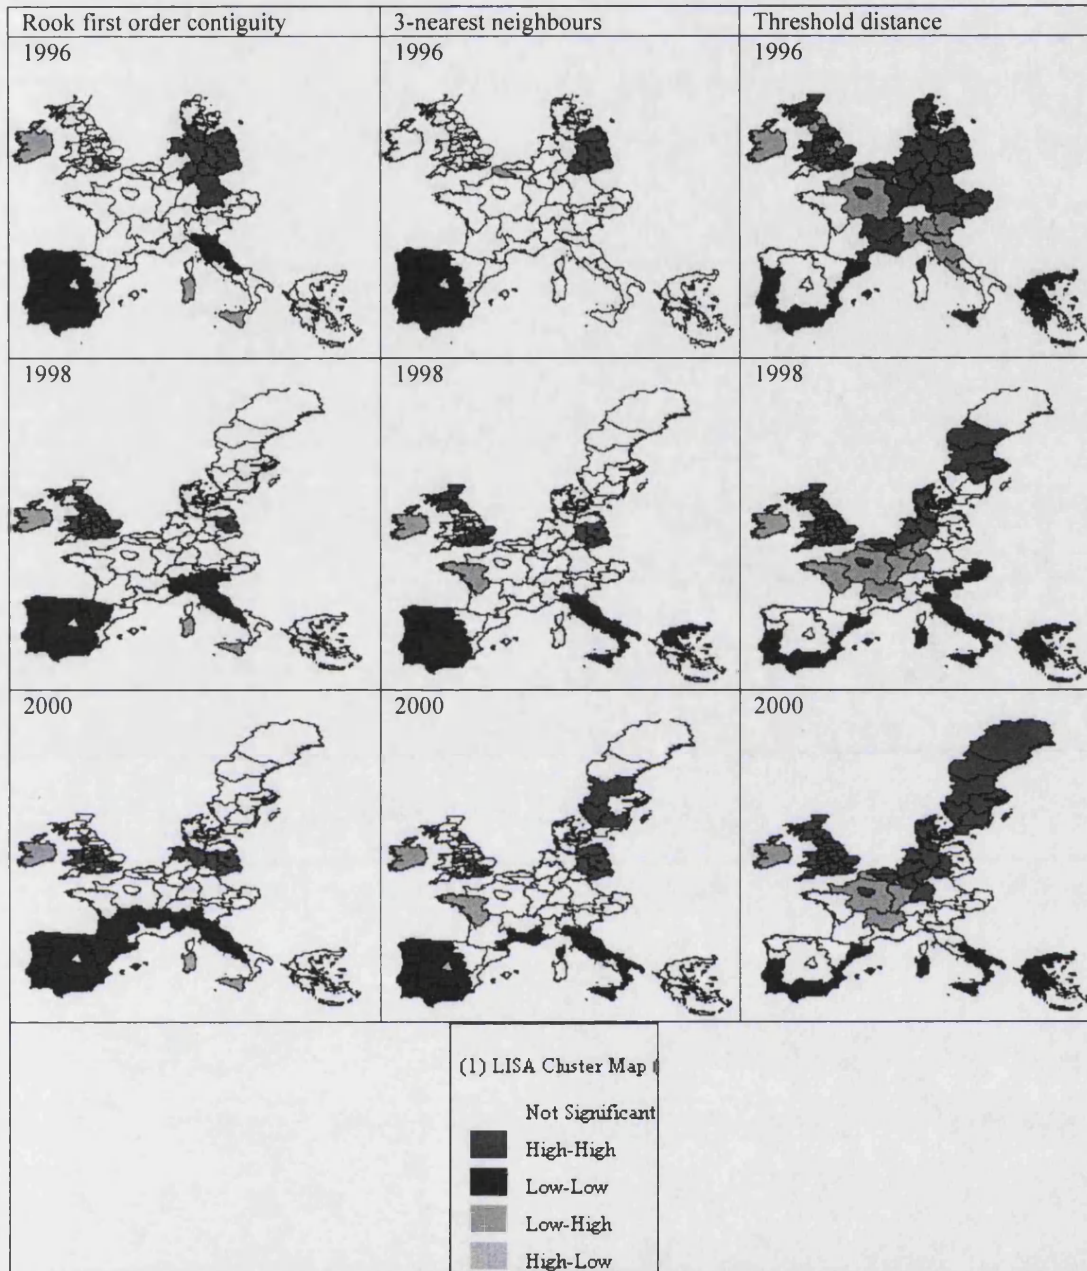 Rook first order contiguity
3-nearest neighbours
Threshold distance
1996
1996
1996
1998
1998
1998
2000
2000
2000
(1) LISA Cluster Map
Not Significant
High-High
Low-Low
Low-High
High-Low